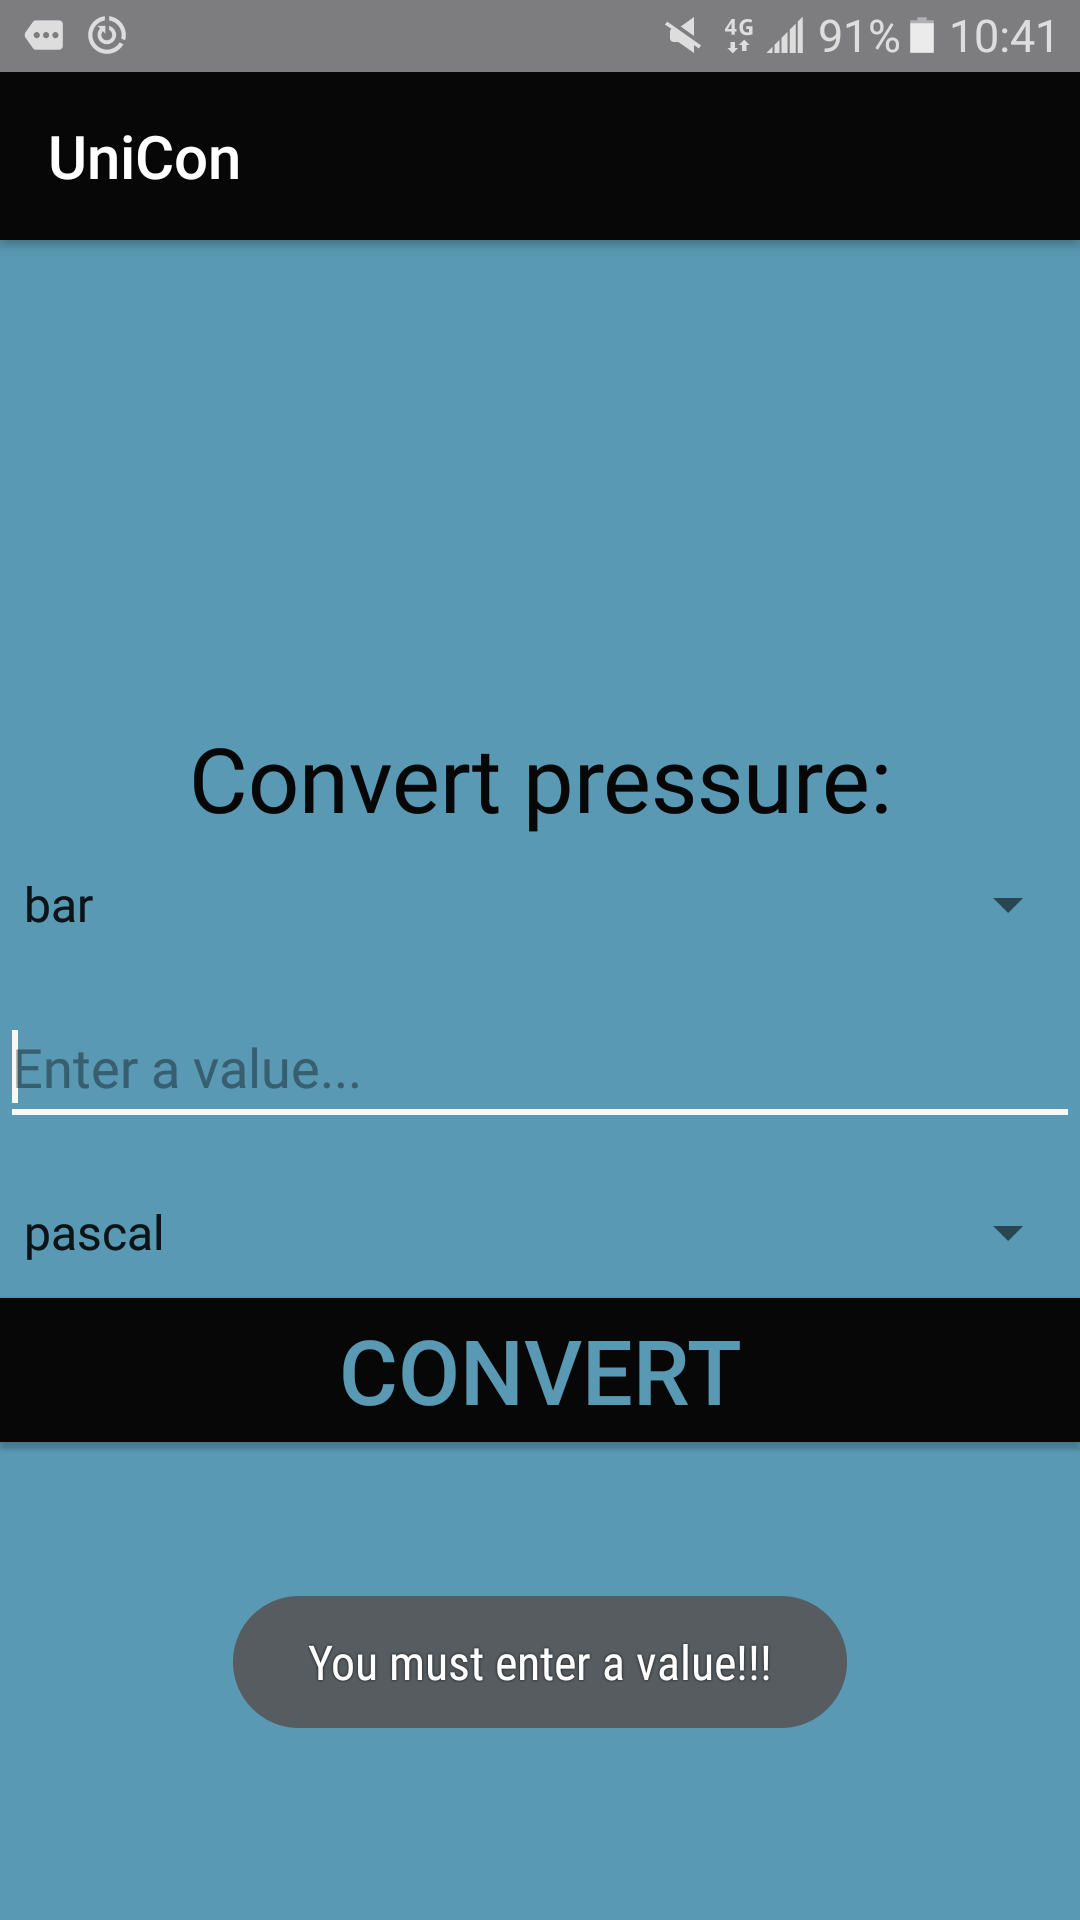 4G 91% 10:41
UniCon
Convert pressure:
bar
Enter a value...
pascal
CONVERT
You must enter a value!!!